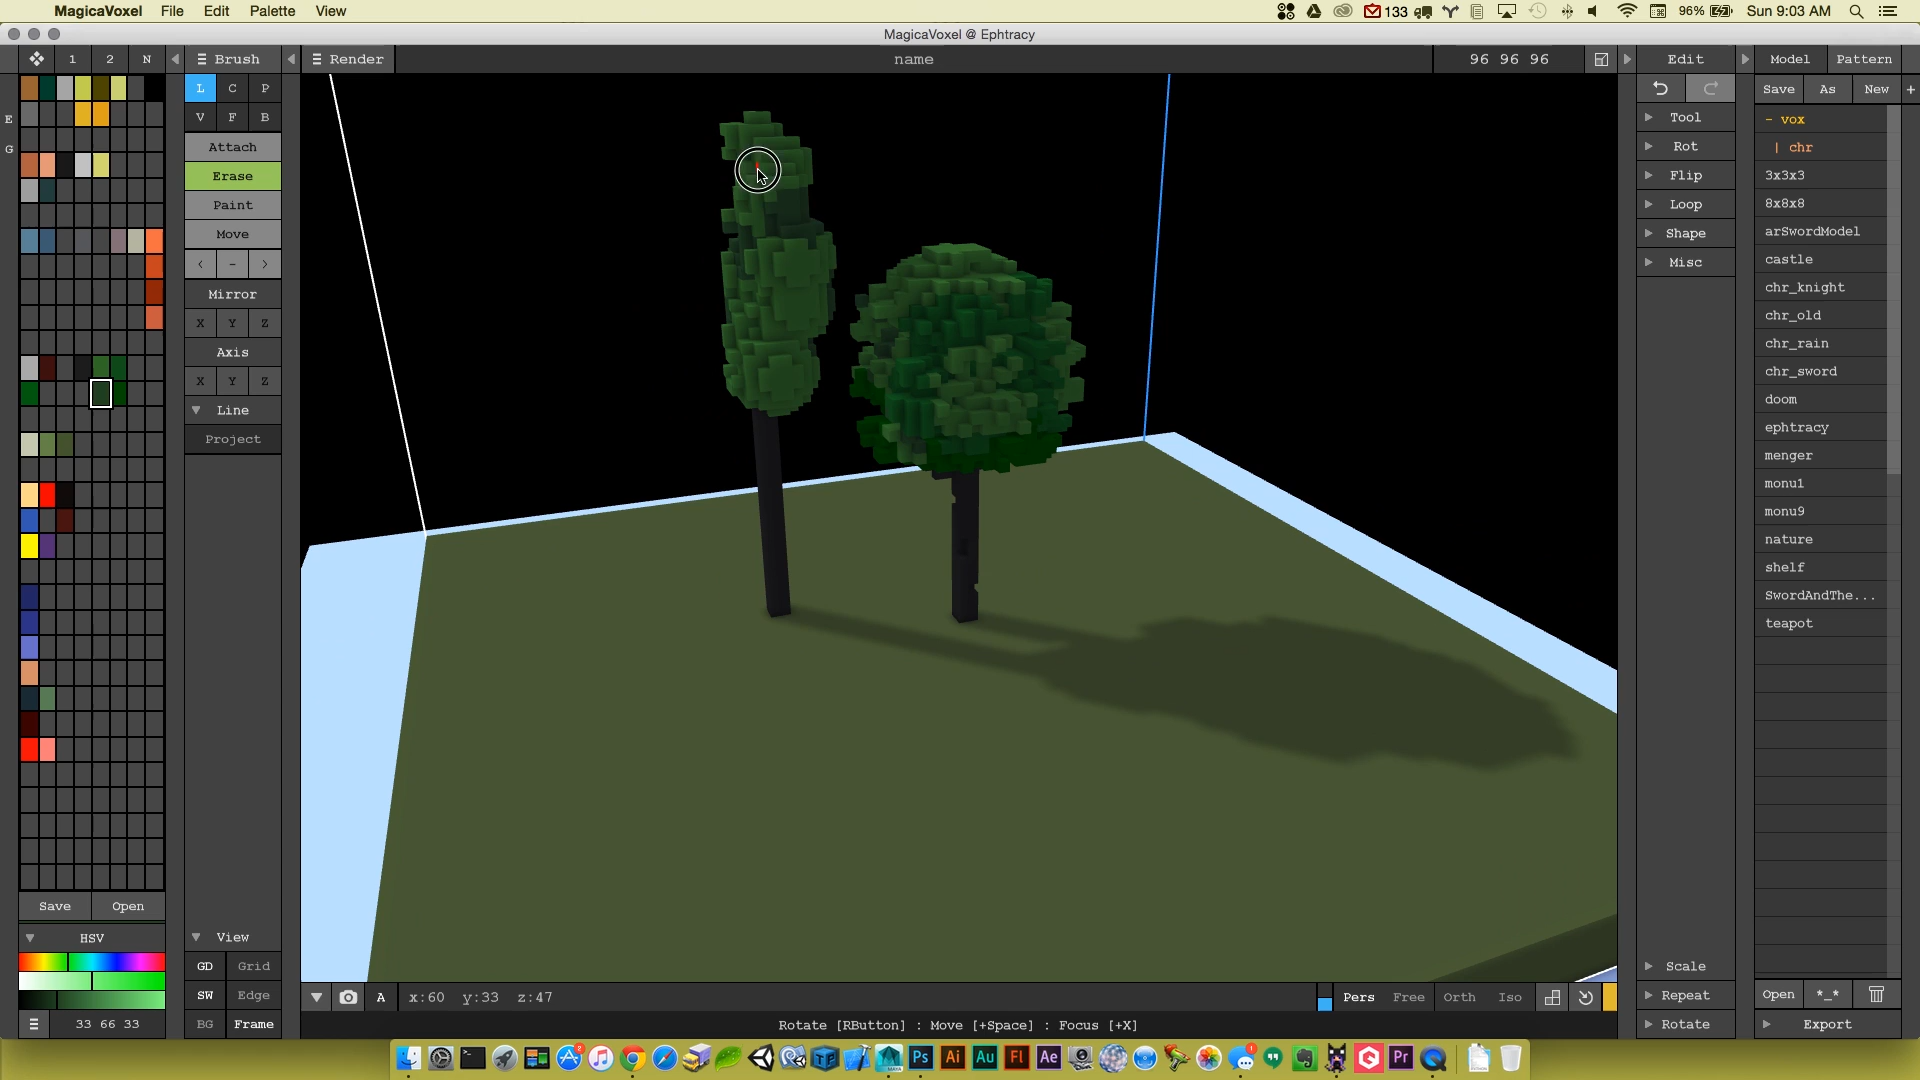 MagicaVoxel File Edit Palette View 133 96% Sun 9:03 AM
MagicaVoxel @ Ephtracy
1 2 N Brush Render name 96 96 96 Edit Model Pattern
L C P Save As New +
E V F B Tool - vox
G Attach Rot | chr
Erase Flip 3x3x3
Paint Loop 8x8x8
Move Shape arSwordModel
< - > Misc castle
Mirror chr_knight
X Y Z chr_old
Axis chr_rain
X Y Z chr_sword
Line doom
Project ephtracy
menger
monu1
monu9
nature
shelf
SwordAndThe...
teapot
Save Open
HSV View
GD Grid Scale
SW Edge A x:60 y:33 z:47 Pers Free Orth Iso Repeat Open *_*
33 66 33 BG Frame Rotate [RButton] : Move [+Space] : Focus [+X] Rotate Export
TP MAYA Ps Ai Au Fl Ae Pr